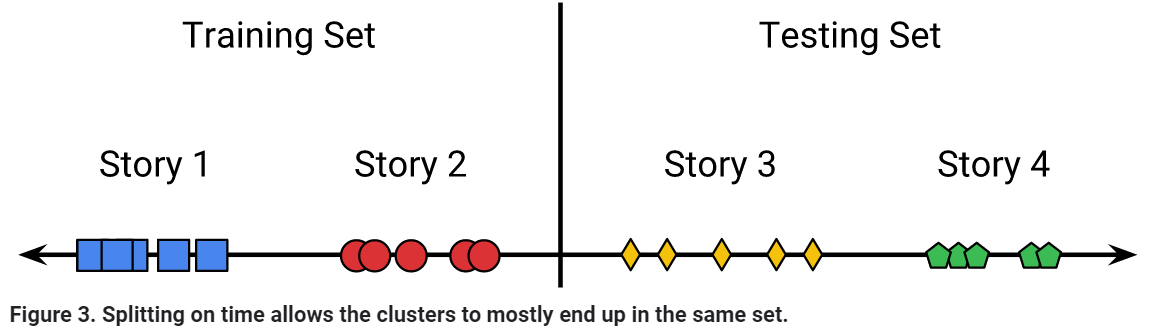 Training Set
Testing Set
Story 1
Story 2
Story 3
Story 4
Figure 3. Splitting on time allows the clusters to mostly end up in the same set.